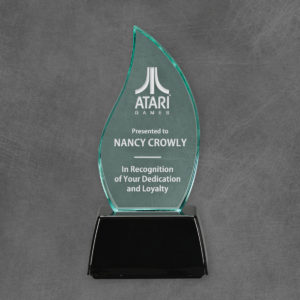 ATARI
GAMES
Presented to
NANCY CROWLY
In Recognition
of Your Dedication
and Loyalty